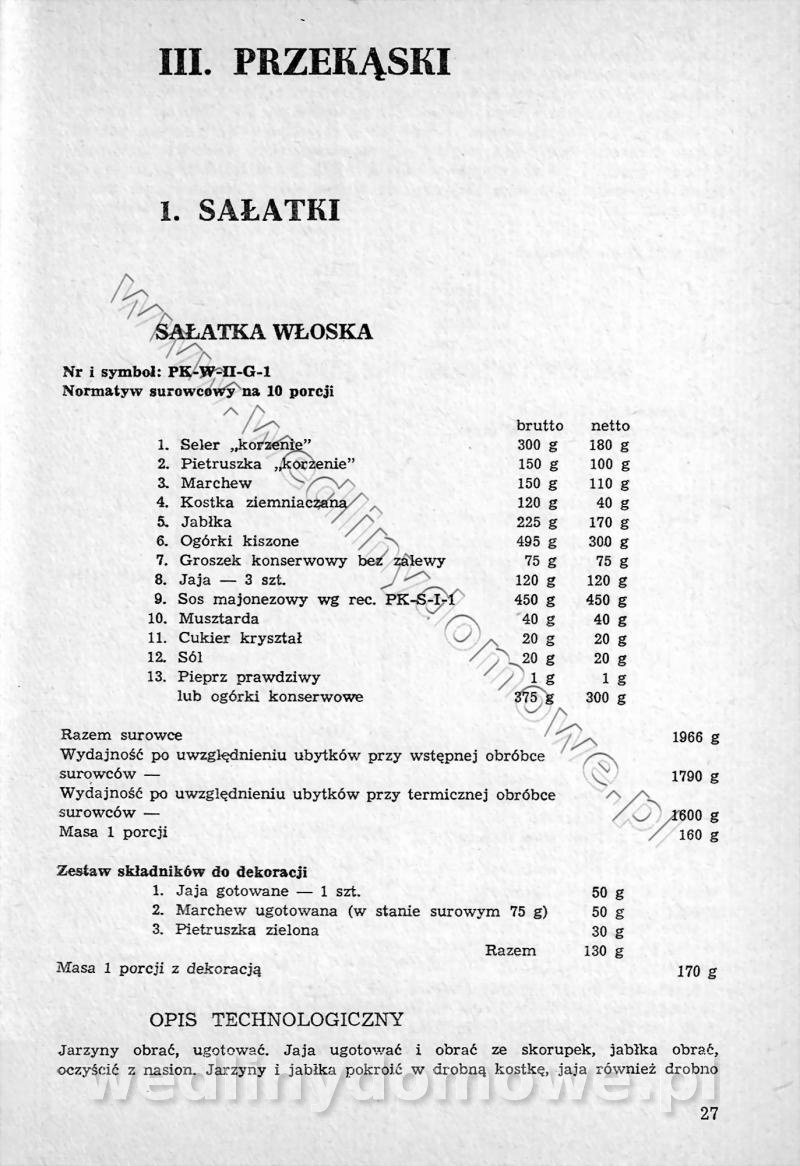 III. PRZEKĄSKI
1. SAŁATKI
SAŁATKA WŁOSKA
Nr i symbol: PK-W-II-G-1
Normatyw surowcowy na 10 porcji
brutto netto
1. Seler „korzenie” 300 g 180 g
2. Pietruszka „korzenie” 150 g 100 g
3. Marchew 150 g 110 g
4. Kostka ziemniaczana 120 g 40 g
5. Jabłka 225 g 170 g
6. Ogórki kiszone 495 g 300 g
7. Groszek konserwowy bez zalewy 75 g 75 g
8. Jaja — 3 szt. 120 g 120 g
9. Sos majonezowy wg rec. PK-S-I-1 450 g 450 g
10. Musztarda 40 g 40 g
11. Cukier kryształ 20 g 20 g
12. Sól 20 g 20 g
13. Pieprz prawdziwy 1 g 1 g
lub ogórki konserwowe 375 g 300 g
Razem surowce 1966 g
Wydajność po uwzględnieniu ubytków przy wstępnej obróbce
surowców — 1790 g
Wydajność po uwzględnieniu ubytków przy termicznej obróbce
surowców — 1600 g
Masa 1 porcji 160 g
Zestaw składników do dekoracji
1. Jaja gotowane — 1 szt. 50 g
2. Marchew ugotowana (w stanie surowym 75 g) 50 g
3. Pietruszka zielona 30 g
Razem 130 g
Masa 1 porcji z dekoracją 170 g
OPIS TECHNOLOGICZNY
Jarzyny obrać, ugotować. Jaja ugotować i obrać ze skorupek, jabłka obrać,
oczyścić z nasion. Jarzyny i jabłka pokroić w drobną kostkę, jaja również drobno
27
www.wedlinydomowe.pl
wedlinydomowe.pl